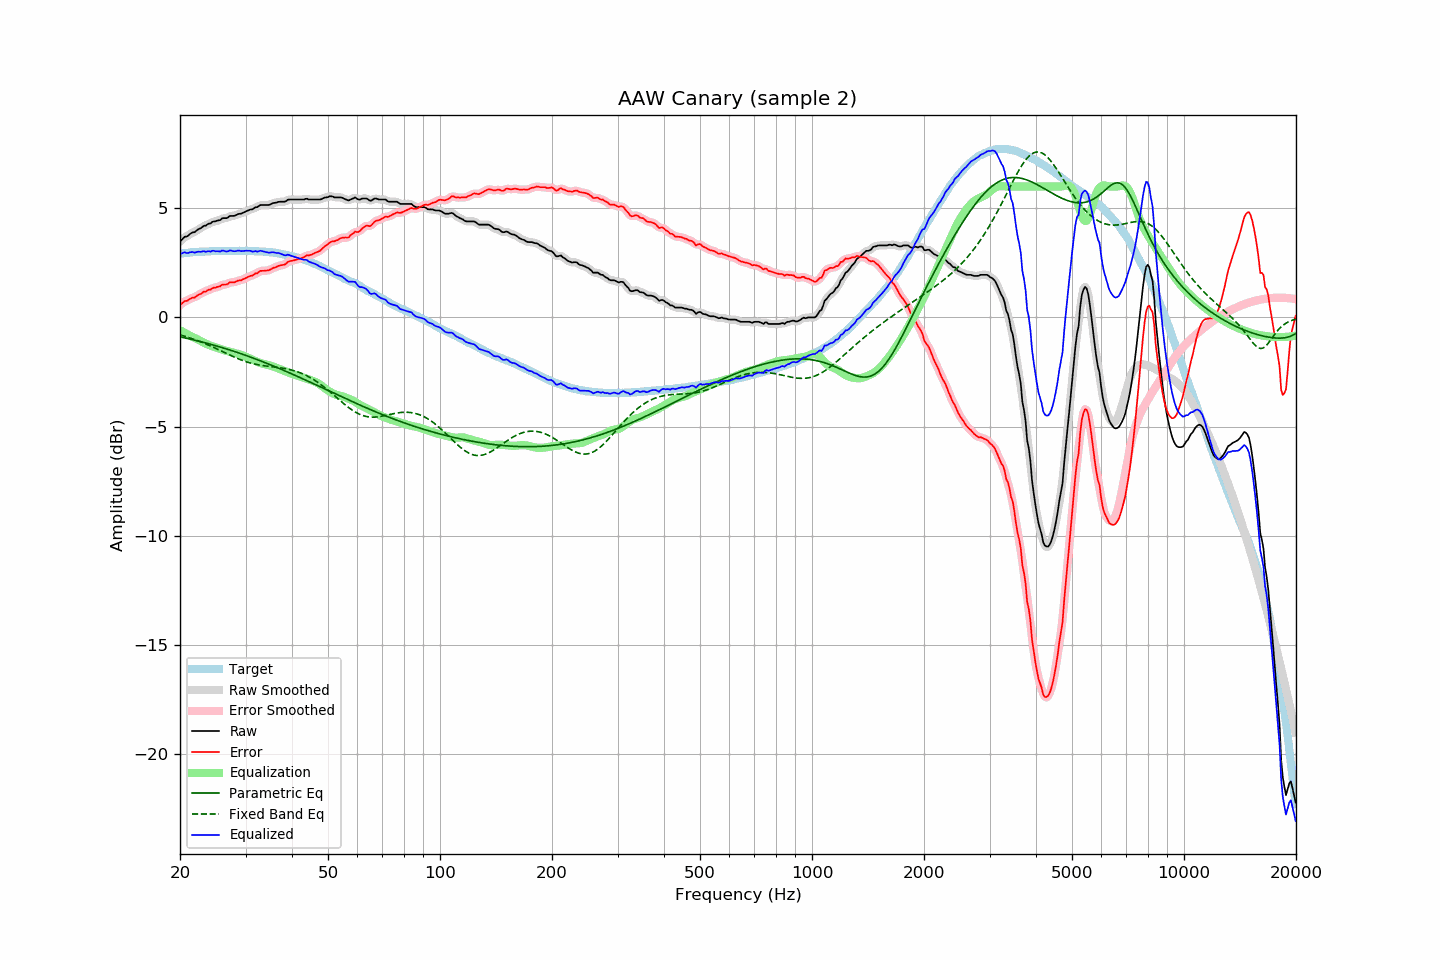 AAW Canary (sample 2)
Amplitude (dBr)
5
0
−5
−10
−15
−20
Target
Raw Smoothed
Error Smoothed
Raw
Error
Equalization
Parametric Eq
Fixed Band Eq
Equalized
20 50 100 200 500 1000 2000 5000 10000 20000
Frequency (Hz)